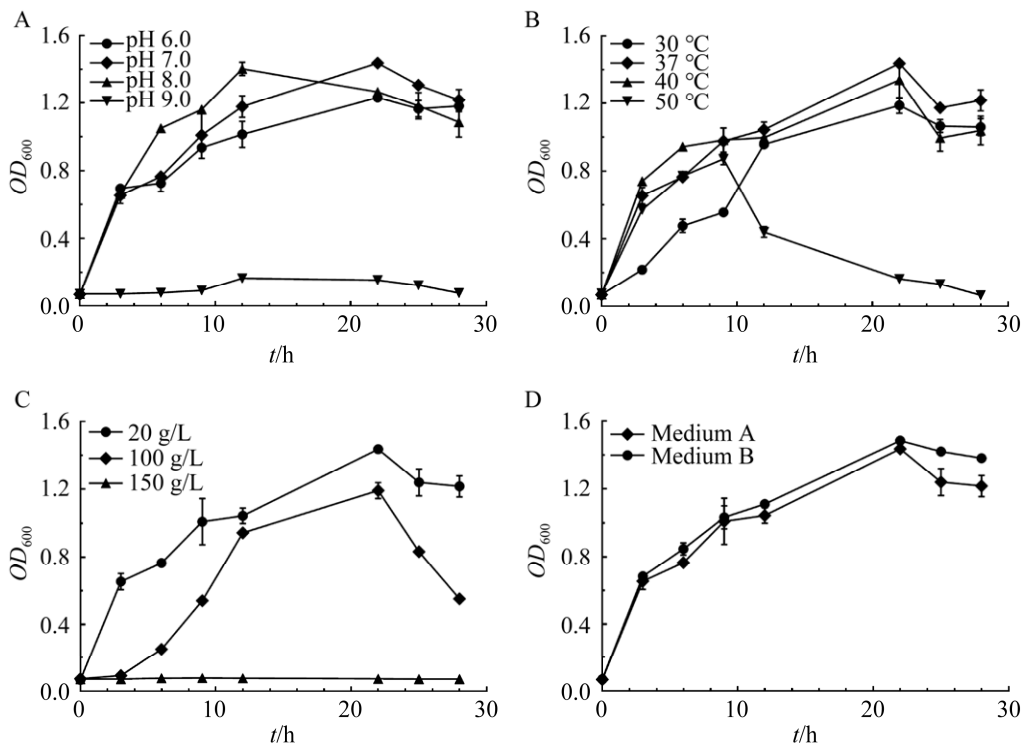 A
1.6
pH 6.0
pH 7.0
pH 8.0
pH 9.0
1.2
0.8
0.4
0.0
OD600
0 10 20 30
t/h
B
1.6
30 ℃
37 ℃
40 ℃
50 ℃
1.2
0.8
0.4
0.0
OD600
0 10 20 30
t/h
C
1.6
20 g/L
100 g/L
150 g/L
1.2
0.8
0.4
0.0
OD600
0 10 20 30
t/h
D
1.6
Medium A
Medium B
1.2
0.8
0.4
0.0
OD600
0 10 20 30
t/h